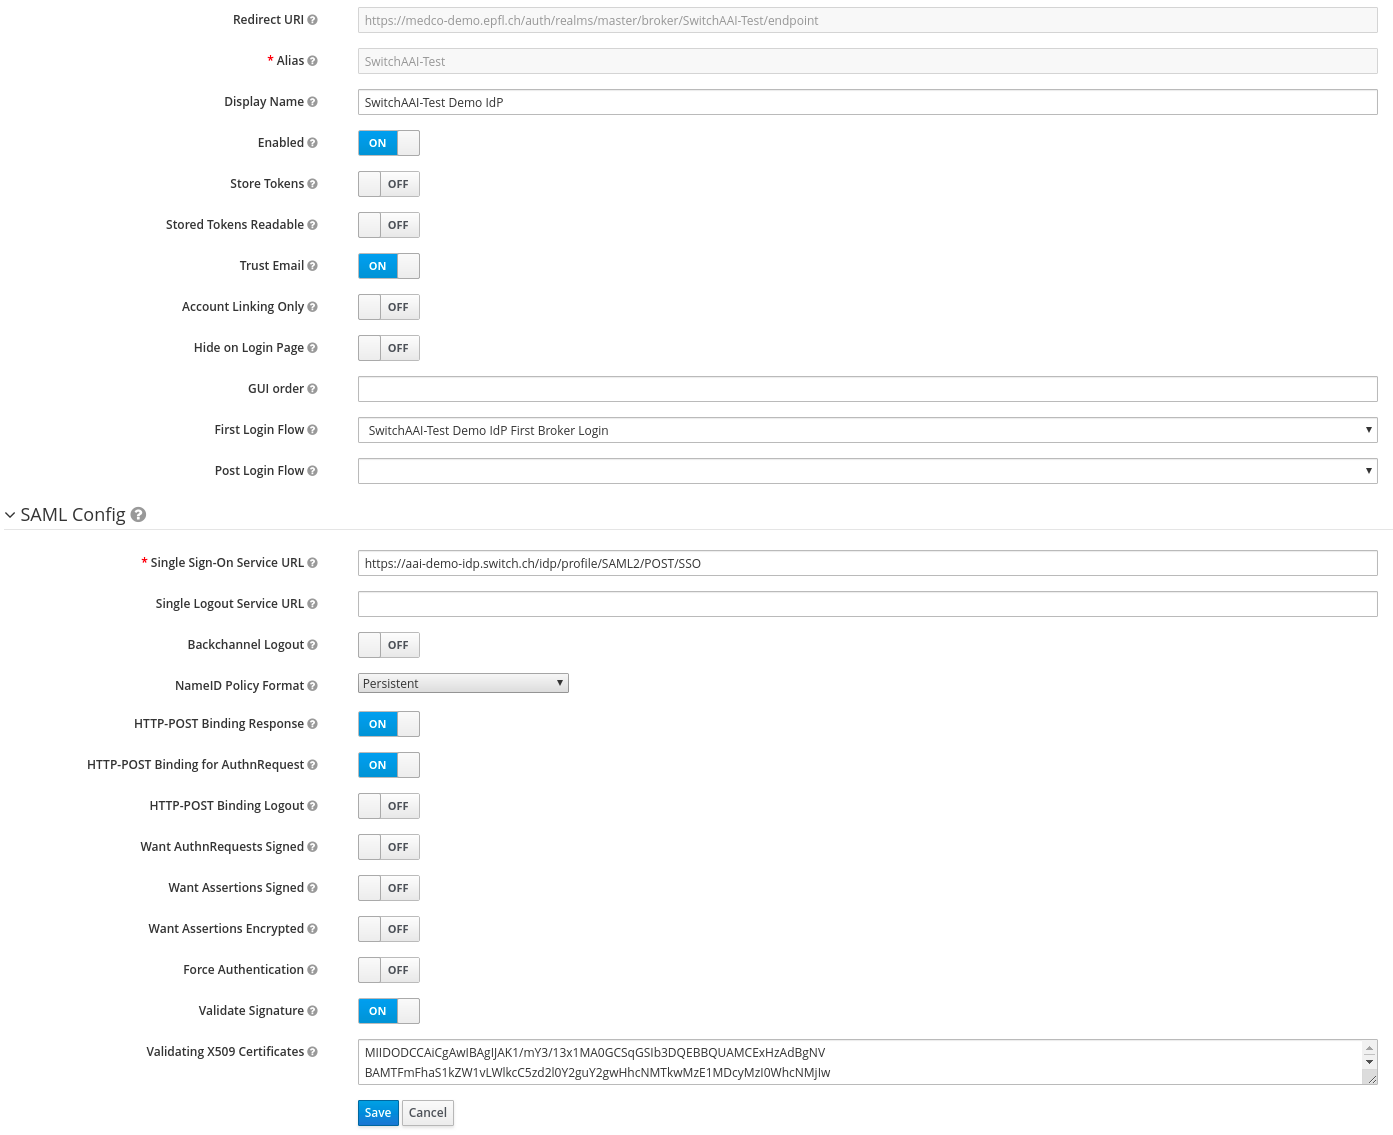 Redirect URI https://medco-demo.epfl.ch/auth/realms/master/broker/SwitchAAI-Test/endpoint
* Alias SwitchAAI-Test
Display Name SwitchAAI-Test Demo IdP
Enabled ON
Store Tokens OFF
Stored Tokens Readable OFF
Trust Email ON
Account Linking Only OFF
Hide on Login Page OFF
GUI order
First Login Flow SwitchAAI-Test Demo IdP First Broker Login
Post Login Flow
SAML Config
* Single Sign-On Service URL https://aai-demo-idp.switch.ch/idp/profile/SAML2/POST/SSO
Single Logout Service URL
Backchannel Logout OFF
NameID Policy Format Persistent
HTTP-POST Binding Response ON
HTTP-POST Binding for AuthnRequest ON
HTTP-POST Binding Logout OFF
Want AuthnRequests Signed OFF
Want Assertions Signed OFF
Want Assertions Encrypted OFF
Force Authentication OFF
Validate Signature ON
Validating X509 Certificates MIIDODCCAiCgAwIBAgIJAK1/mY3/13x1MA0GCSqGSIb3DQEBBQUAMCExHzAdBgNV
BAMTFmFhaS1kZW1vLWlkcC5zd2l0Y2guY2gwHhcNMTkwMzE1MDcyMzI0WhcNMjIw
Save Cancel